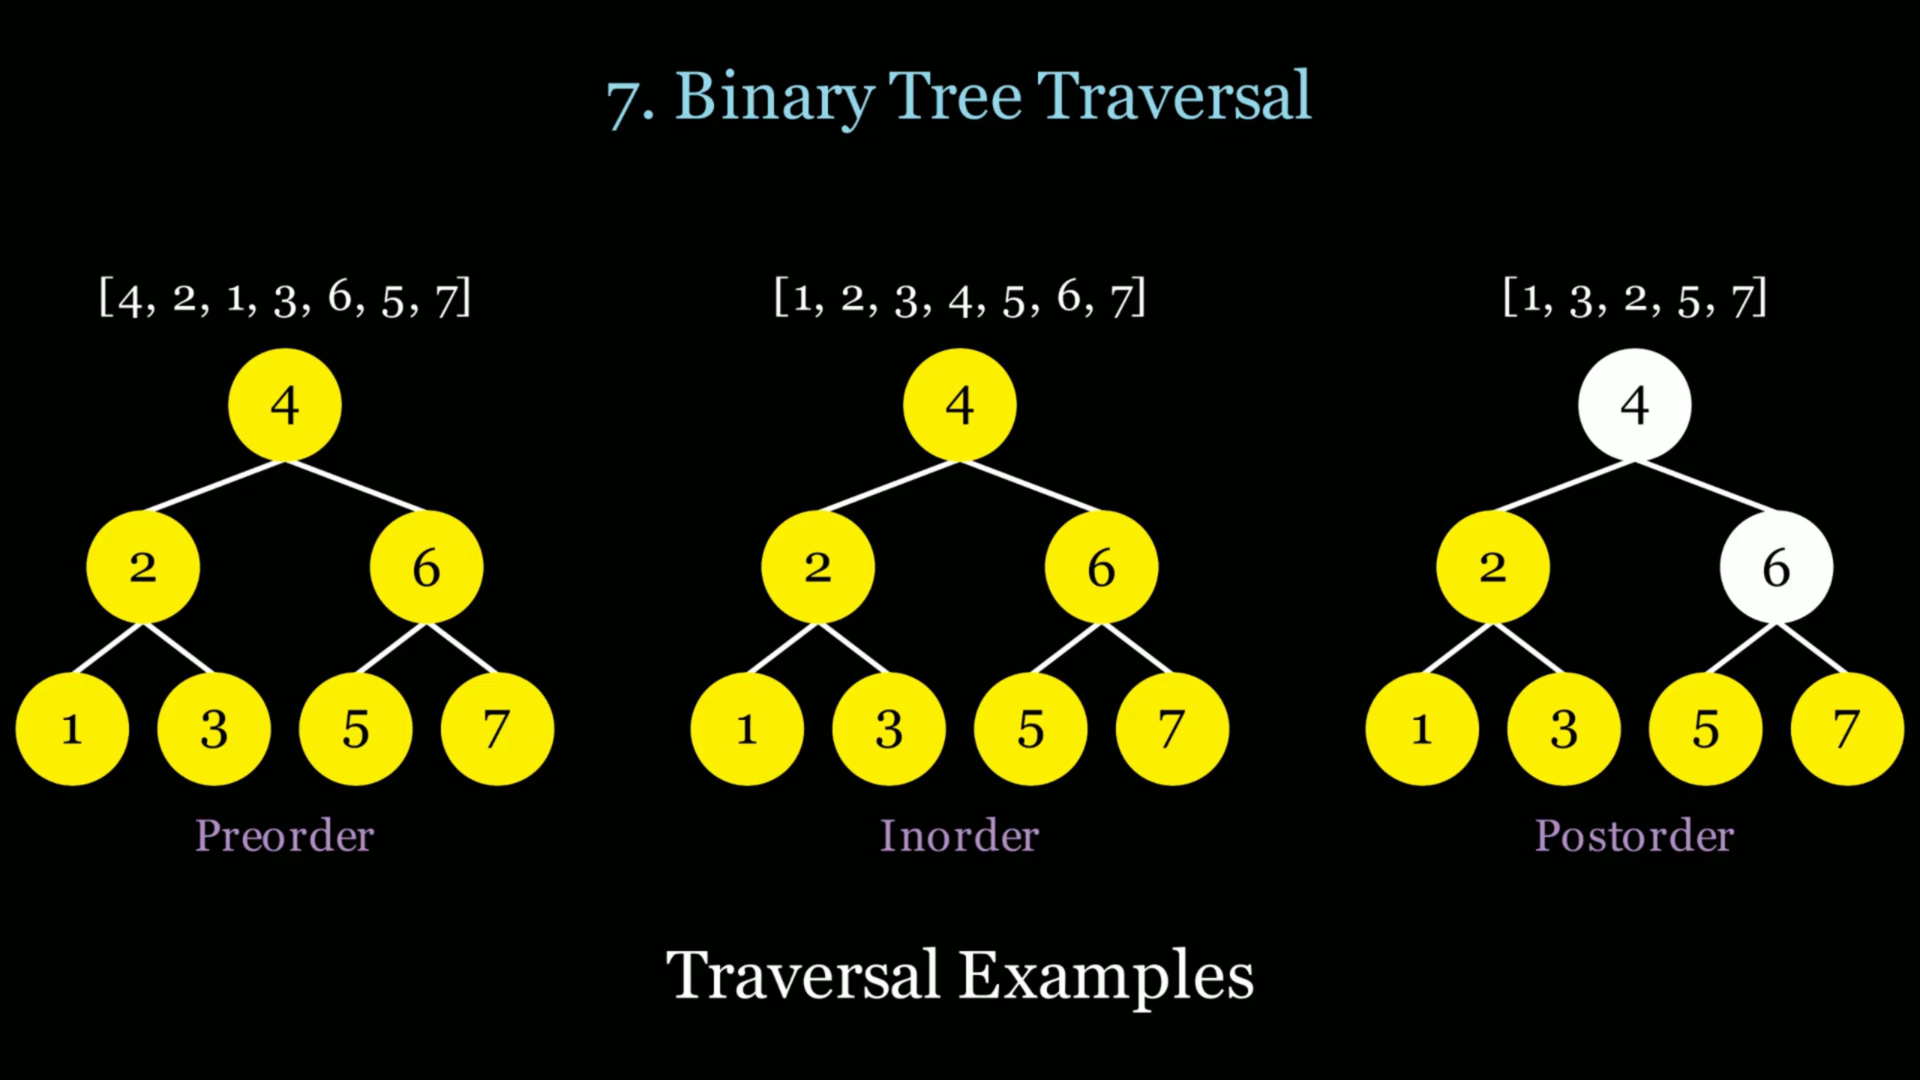 7. Binary Tree Traversal
[4, 2, 1, 3, 6, 5, 7]
4
2 6
1 3 5 7
Preorder
[1, 2, 3, 4, 5, 6, 7]
4
2 6
1 3 5 7
Inorder
[1, 3, 2, 5, 7]
4
2 6
1 3 5 7
Postorder
Traversal Examples